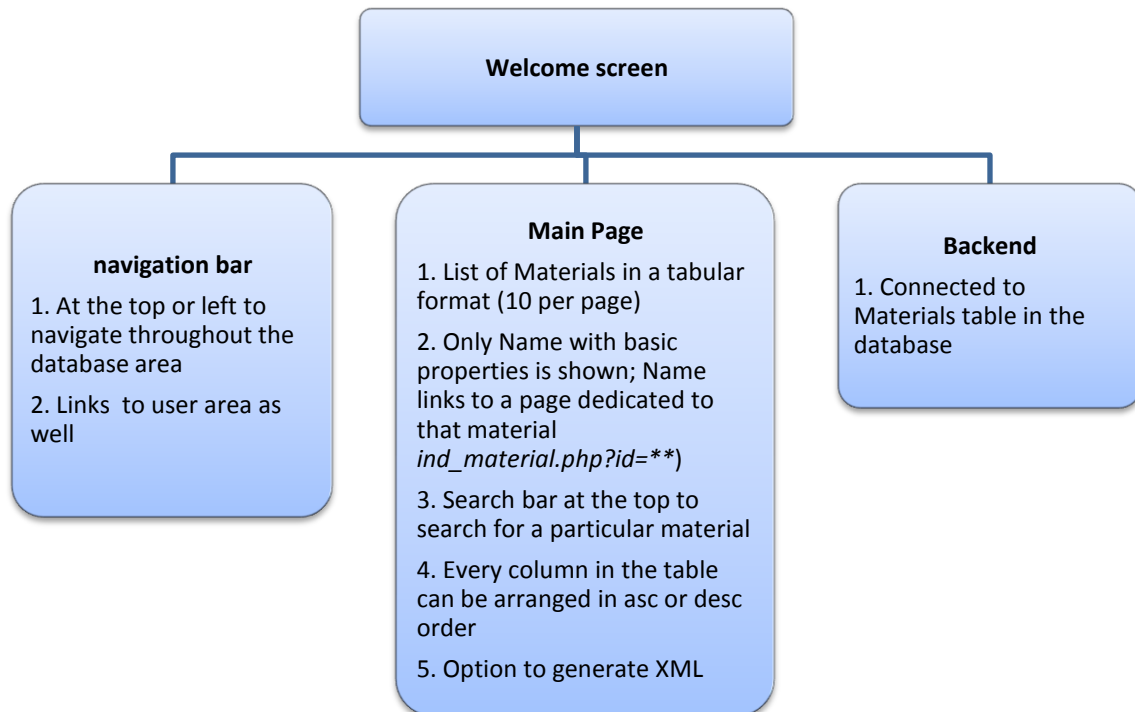 Welcome screen
navigation bar
1. At the top or left to
navigate throughout the
database area
2. Links  to user area as
well
Main Page
1. List of Materials in a tabular
format (10 per page)
2. Only Name with basic
properties is shown; Name
links to a page dedicated to
that material
ind_material.php?id=**)
3. Search bar at the top to
search for a particular material
4. Every column in the table
can be arranged in asc or desc
order
5. Option to generate XML
Backend
1. Connected to
Materials table in the
database